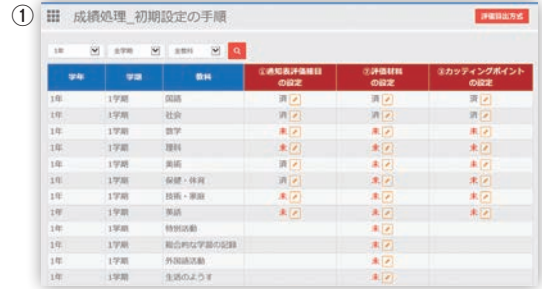 ①
成績処理_初期設定の手順
評価算出方式
1年 全学期 全教科
学年 学期 教科 ①通知表評価種目の設定 ②評価材料の設定 ③カッティングポイントの設定
1年 1学期 国語 済 済 済
1年 1学期 社会 済 済 済
1年 1学期 数学 未 未 未
1年 1学期 理科 未 未 未
1年 1学期 美術 済 未 未
1年 1学期 保健・体育 済 未 未
1年 1学期 技術・家庭 未 未 未
1年 1学期 英語 未 未 未
1年 1学期 特別活動 未
1年 1学期 総合的な学習の記録 未
1年 1学期 外国語活動 未
1年 1学期 生活のようす 未